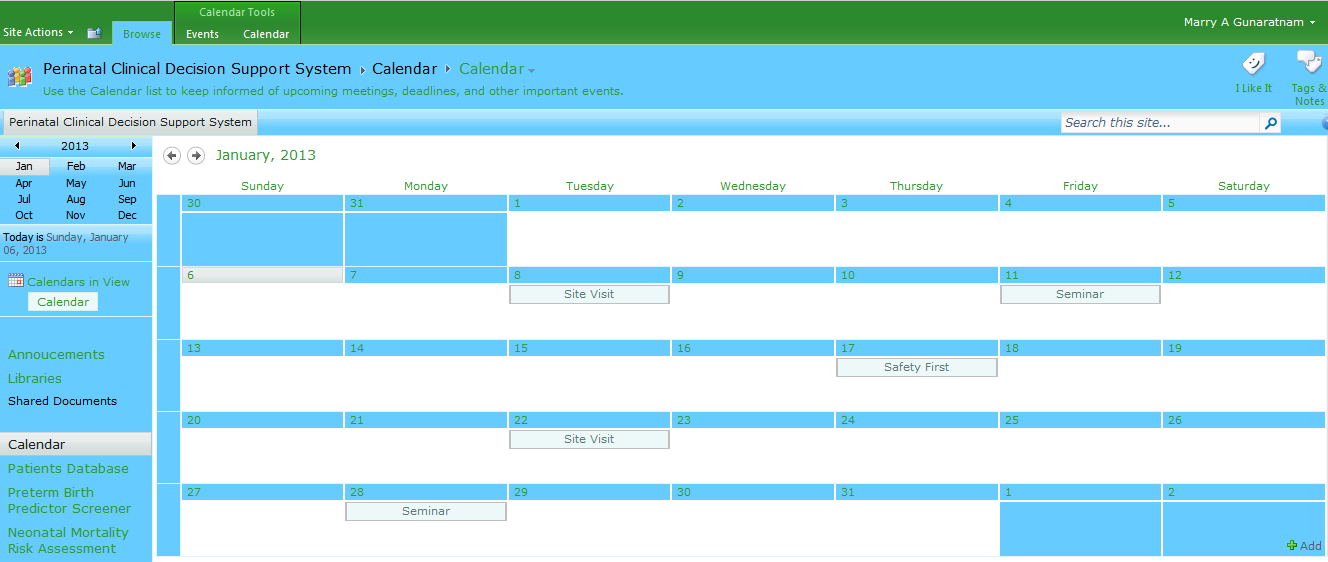 Calendar Tools
Site Actions Browse Events Calendar
Marry A Gunaratnam
Perinatal Clinical Decision Support System Calendar Calendar
Use the Calendar list to keep informed of upcoming meetings, deadlines, and other important events.
I Like It
Tags &
Notes
Perinatal Clinical Decision Support System
Search this site...
2013
Jan Feb Mar
Apr May Jun
Jul Aug Sep
Oct Nov Dec
Today is Sunday, January
06, 2013
Calendars in View
Calendar
Annoucements
Libraries
Shared Documents
Calendar
Patients Database
Preterm Birth
Predictor Screener
Neonatal Mortality
Risk Assessment
January, 2013
Sunday Monday Tuesday Wednesday Thursday Friday Saturday
30 31 1 2 3 4 5
6 7 8 9 10 11 12
Site Visit Seminar
13 14 15 16 17 18 19
Safety First
20 21 22 23 24 25 26
Site Visit
27 28 29 30 31 1 2
Seminar
Add